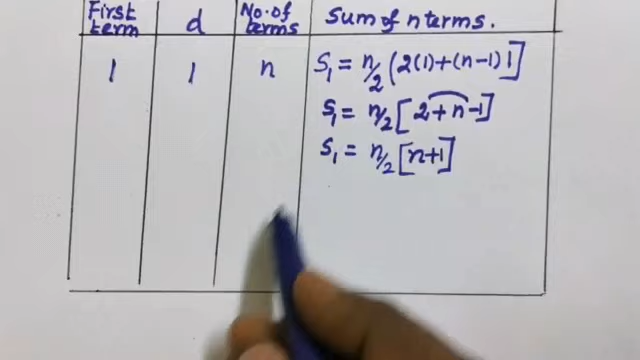 First term d No. of terms Sum of n terms.
1 1 n S₁ = n/2 (2(1)+(n-1)1]
S₁ = n/2 [2+n-1]
S₁ = n/2 [n+1]